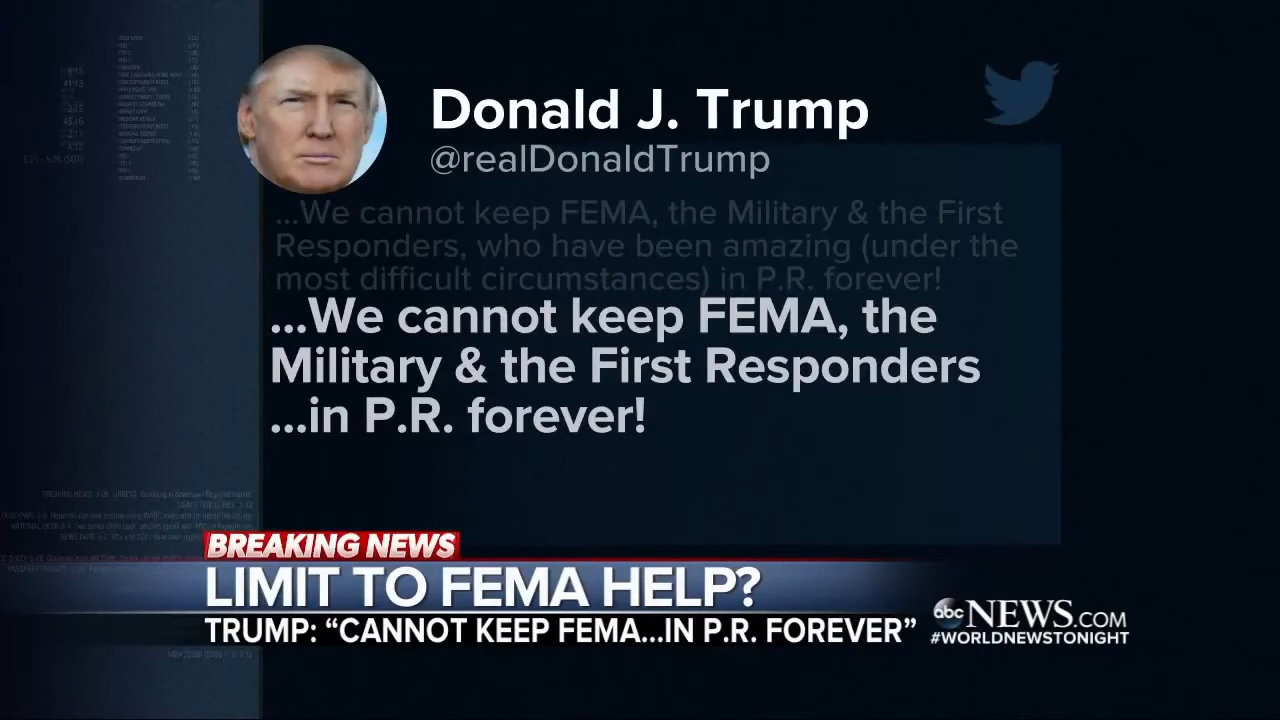 Donald J. Trump
@realDonaldTrump
...We cannot keep FEMA, the Military & the First
Responders, who have been amazing (under the
most difficult circumstances) in P.R. forever!
...We cannot keep FEMA, the
Military & the First Responders
...in P.R. forever!
BREAKING NEWS
LIMIT TO FEMA HELP?
TRUMP: “CANNOT KEEP FEMA...IN P.R. FOREVER”
abc NEWS.COM
#WORLDNEWSTONIGHT